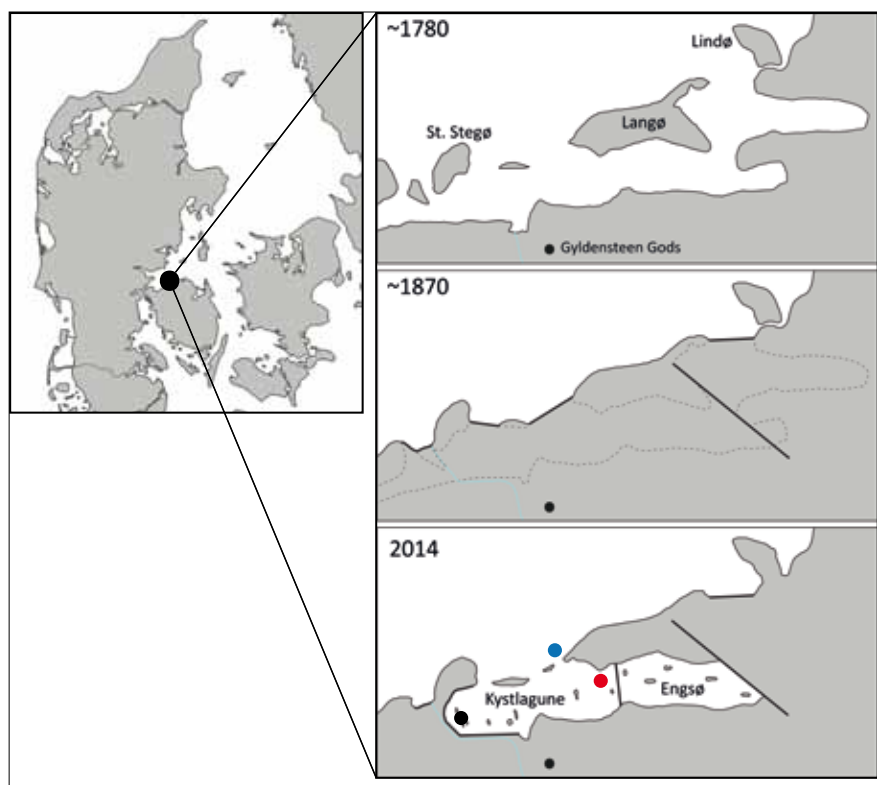 ~1780
Lindø
Langø
St. Stegø
Gyldensteen Gods
~1870
2014
Kystlagune
Engsø